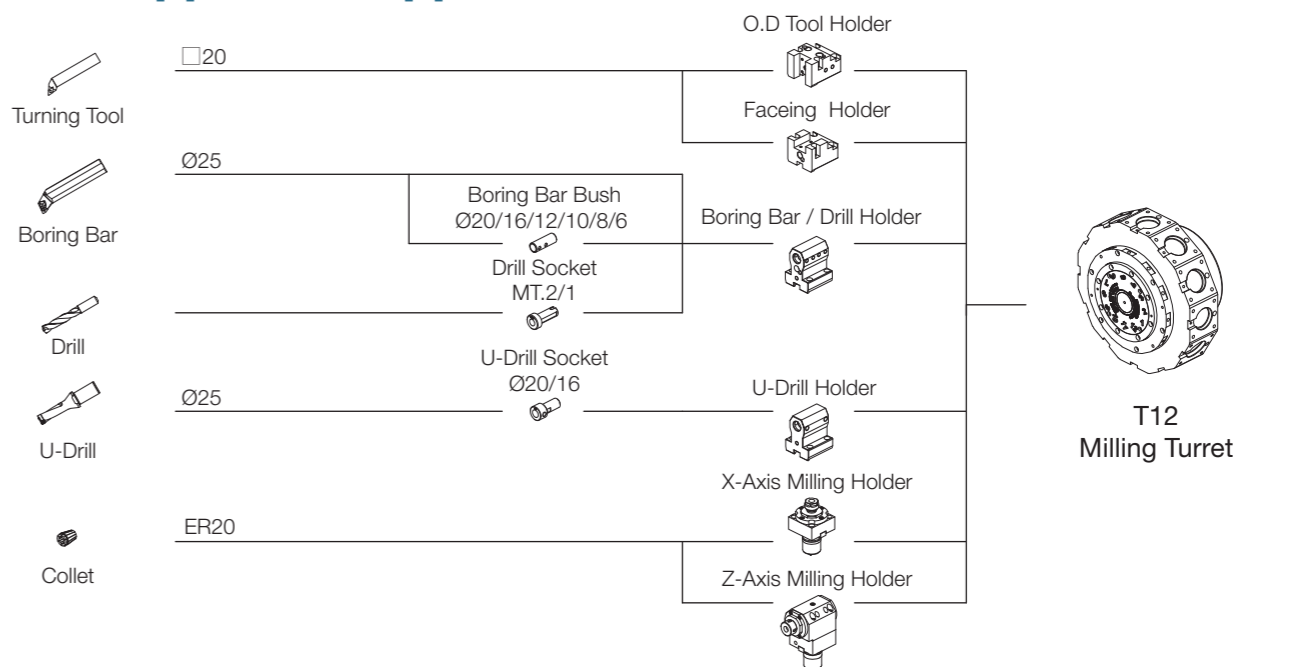 O.D Tool Holder
□20
Turning Tool
Faceing Holder
Ø25
Boring Bar
Boring Bar Bush
Ø20/16/12/10/8/6
Boring Bar / Drill Holder
Drill Socket
MT.2/1
Drill
U-Drill Socket
Ø20/16
Ø25
U-Drill Holder
U-Drill
X-Axis Milling Holder
ER20
Collet
Z-Axis Milling Holder
T12
Milling Turret